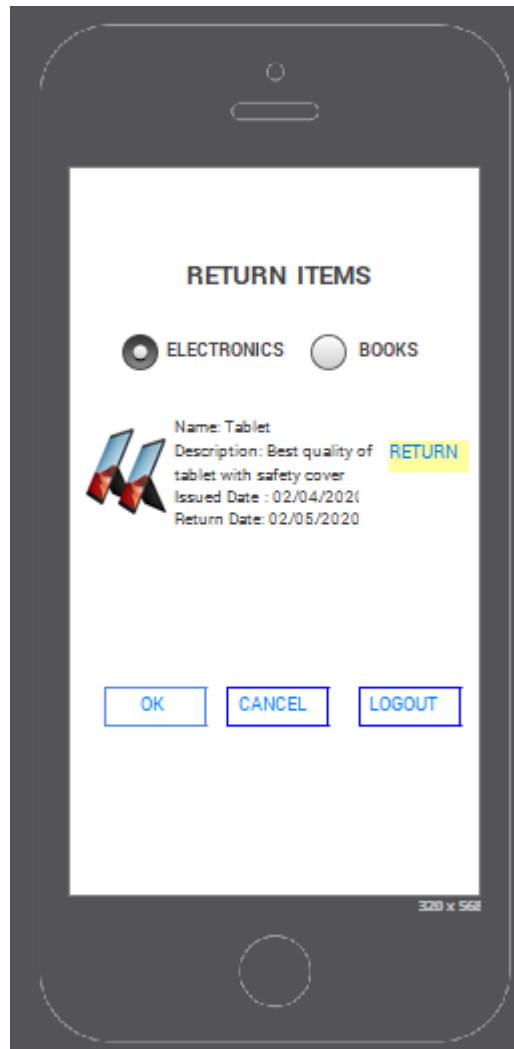 RETURN ITEMS
ELECTRONICS BOOKS
Name: Tablet
Description: Best quality of
tablet with safety cover
Issued Date : 02/04/202(
Return Date: 02/05/2020
RETURN
OK CANCEL LOGOUT
320 x 568